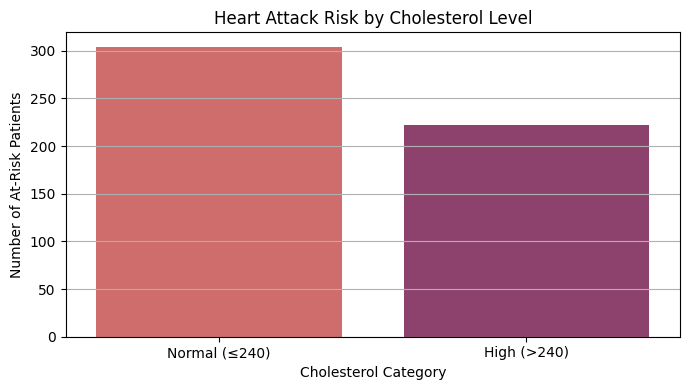 Heart Attack Risk by Cholesterol Level
Number of At-Risk Patients
300
250
200
150
100
50
0
Normal (≤240)
High (>240)
Cholesterol Category